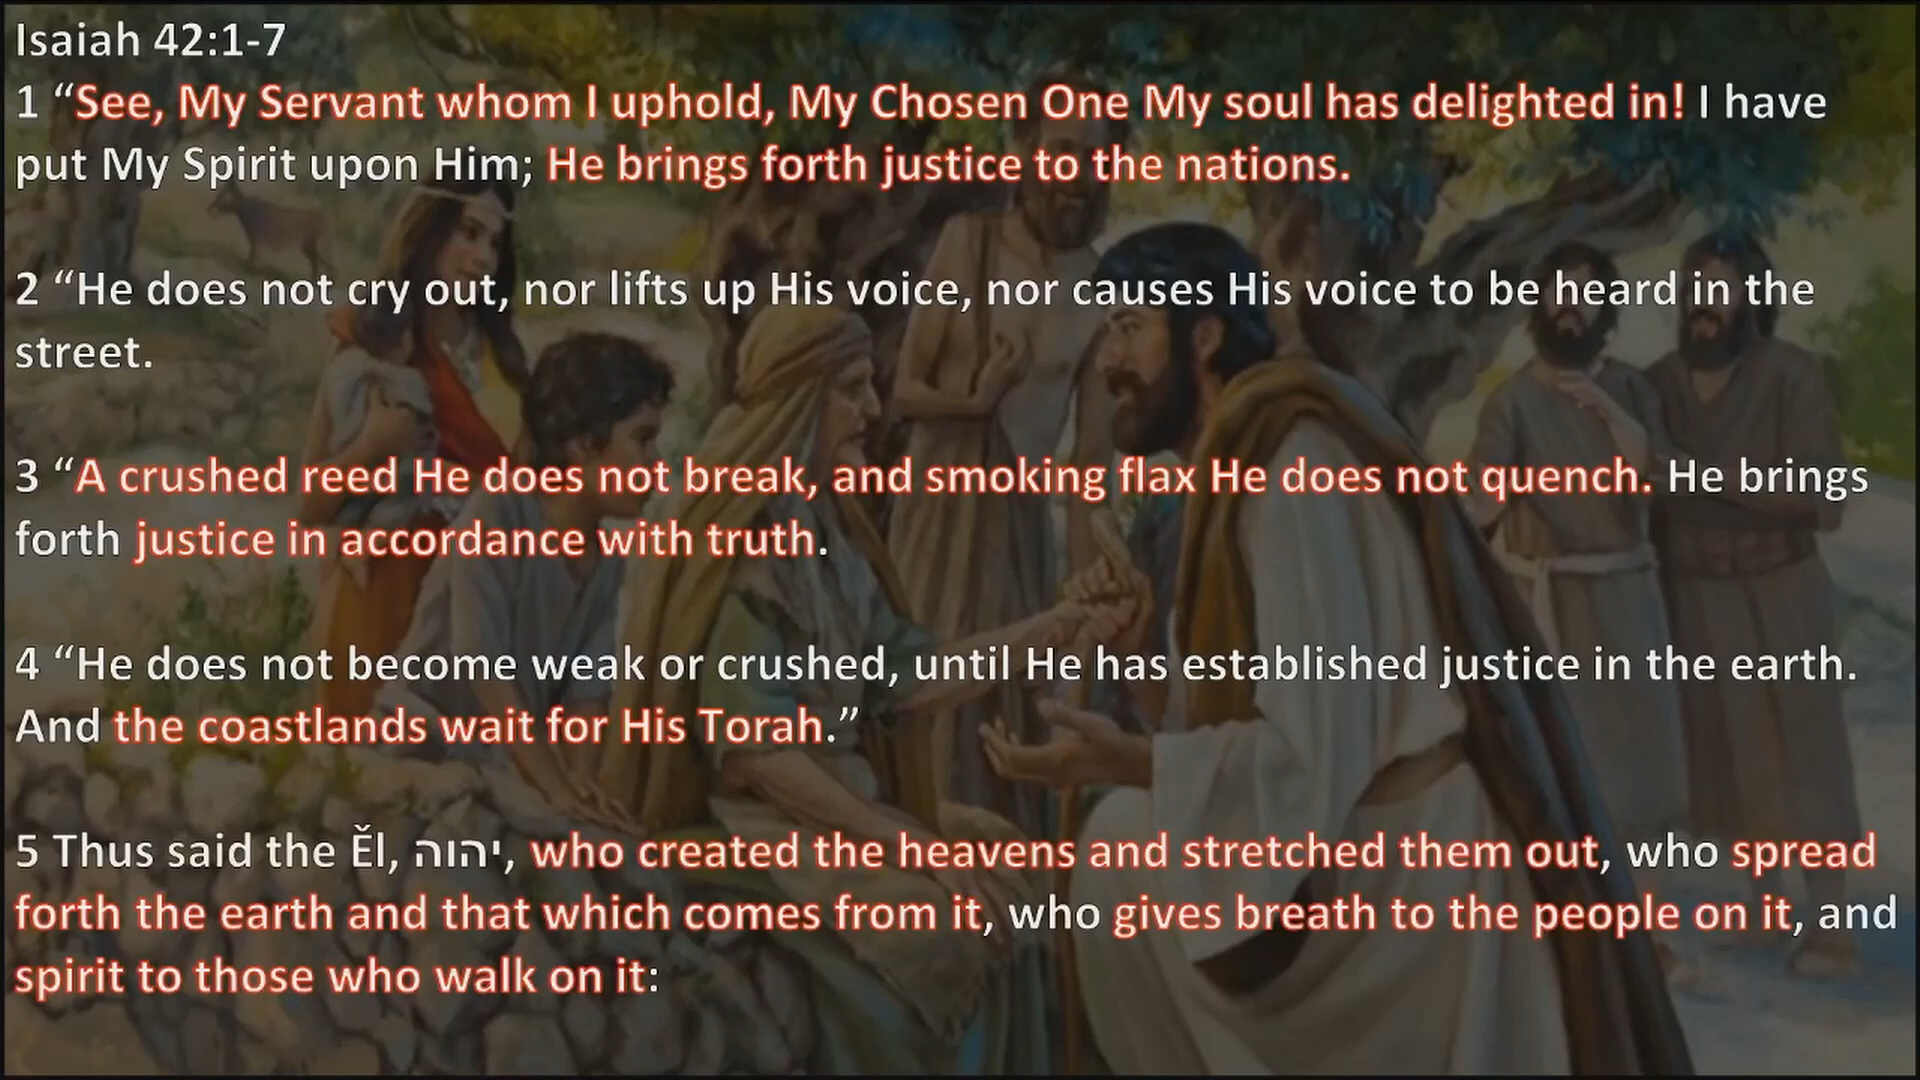 Isaiah 42:1-7
1 “See, My Servant whom I uphold, My Chosen One My soul has delighted in! I have
put My Spirit upon Him; He brings forth justice to the nations.
2 “He does not cry out, nor lifts up His voice, nor causes His voice to be heard in the
street.
3 “A crushed reed He does not break, and smoking flax He does not quench. He brings
forth justice in accordance with truth.
4 “He does not become weak or crushed, until He has established justice in the earth.
And the coastlands wait for His Torah.”
5 Thus said the Ěl, יהוה, who created the heavens and stretched them out, who spread
forth the earth and that which comes from it, who gives breath to the people on it, and
spirit to those who walk on it: